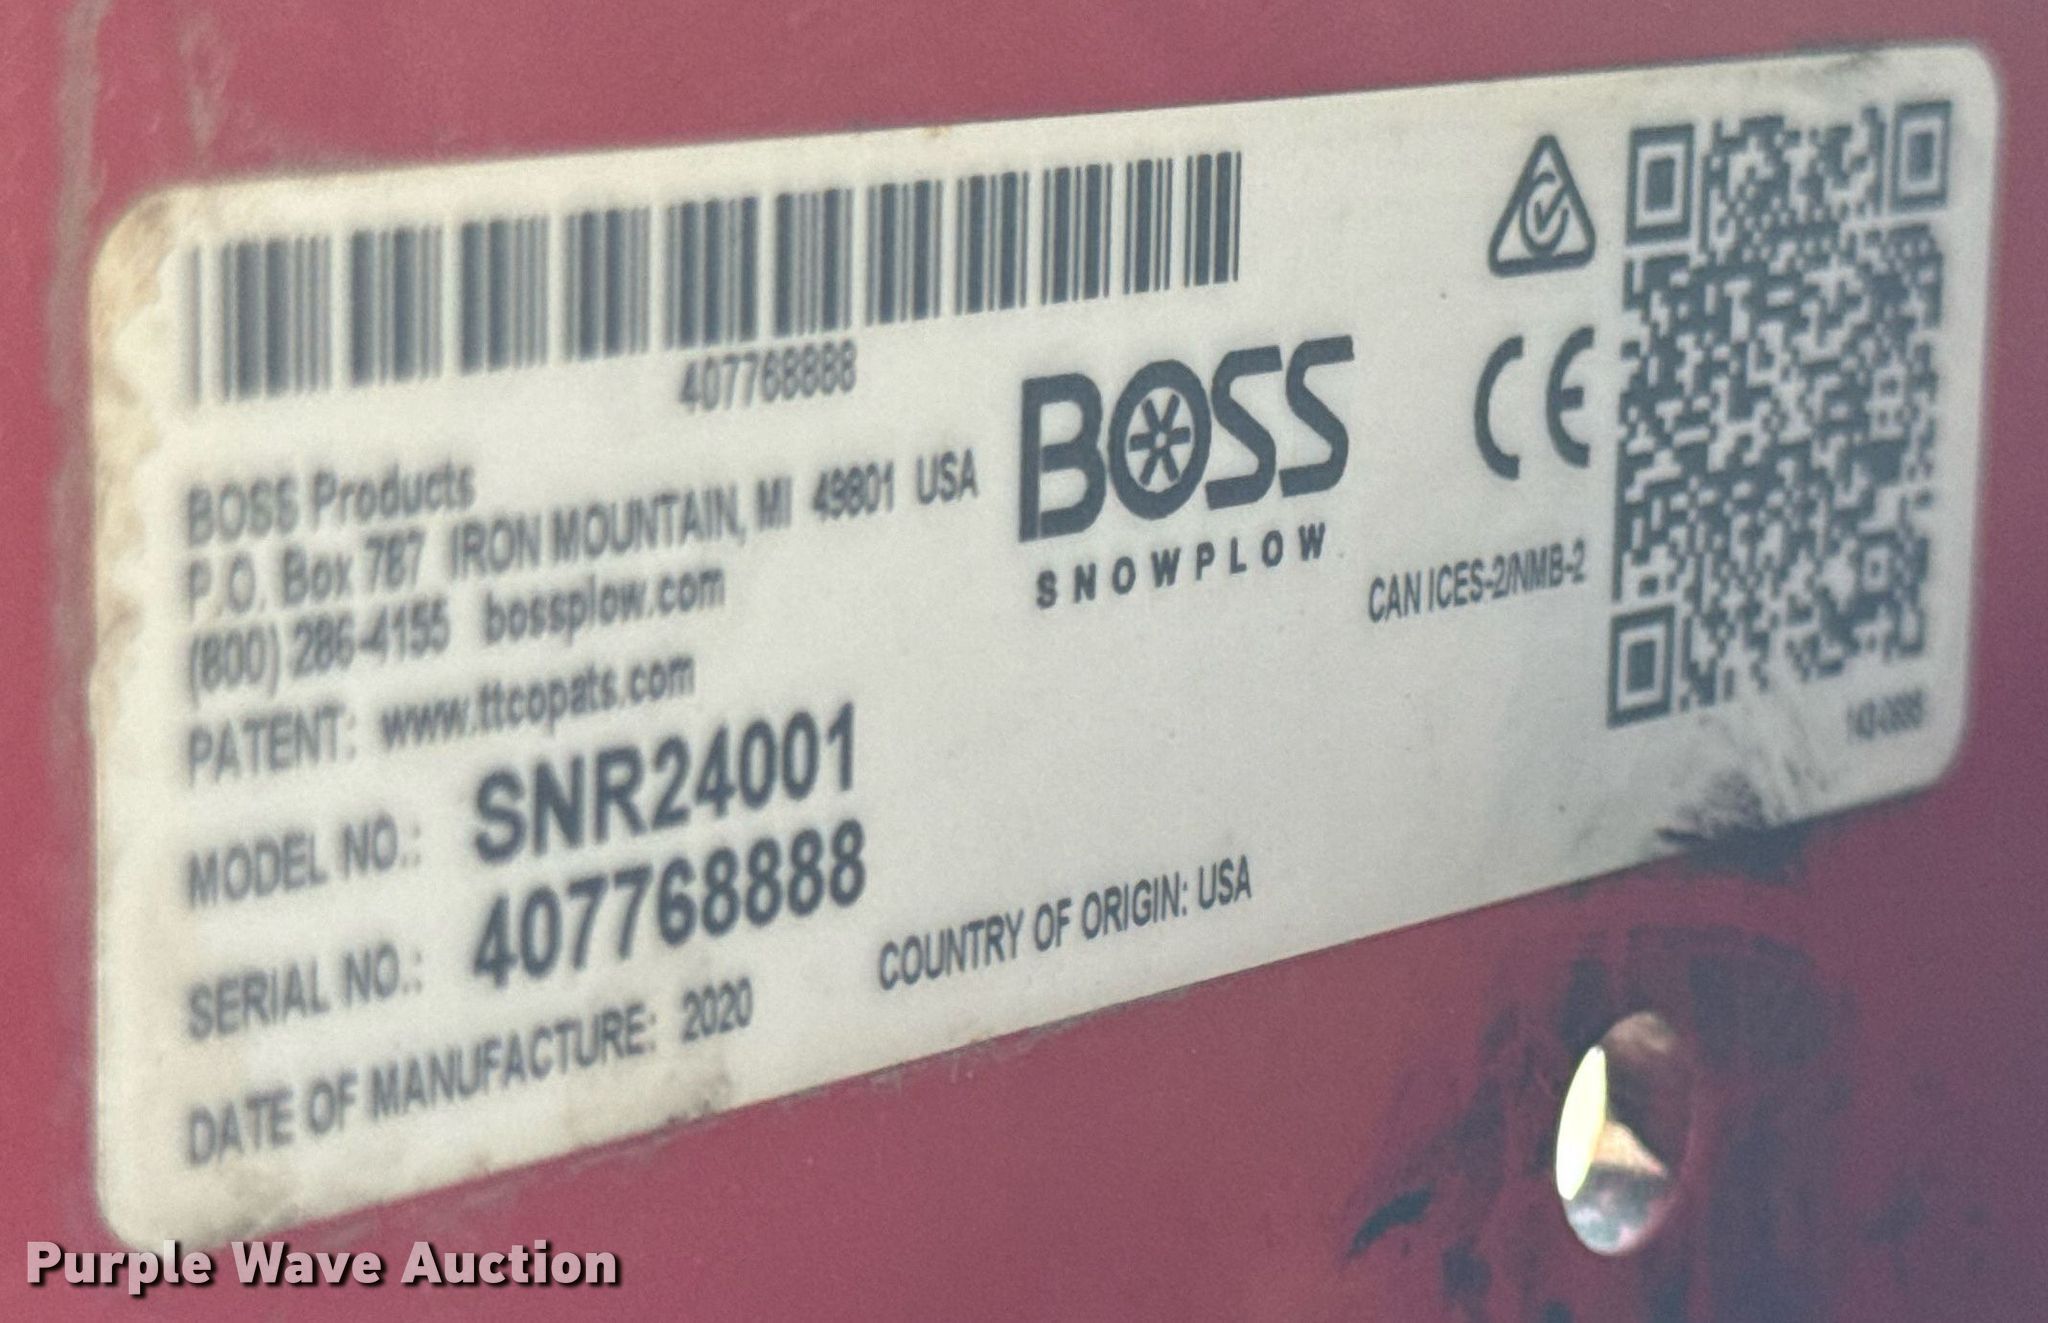 407768888
BOSS Products
P.O. Box 787 IRON MOUNTAIN, MI 49801 USA
(800) 286-4155 bossplow.com
PATENT: www.ttcopats.com
BOSS
SNOWPLOW
CE
CAN ICES-2/NMB-2
MODEL NO.: SNR24001
SERIAL NO.: 407768888
DATE OF MANUFACTURE: 2020
COUNTRY OF ORIGIN: USA
Purple Wave Auction